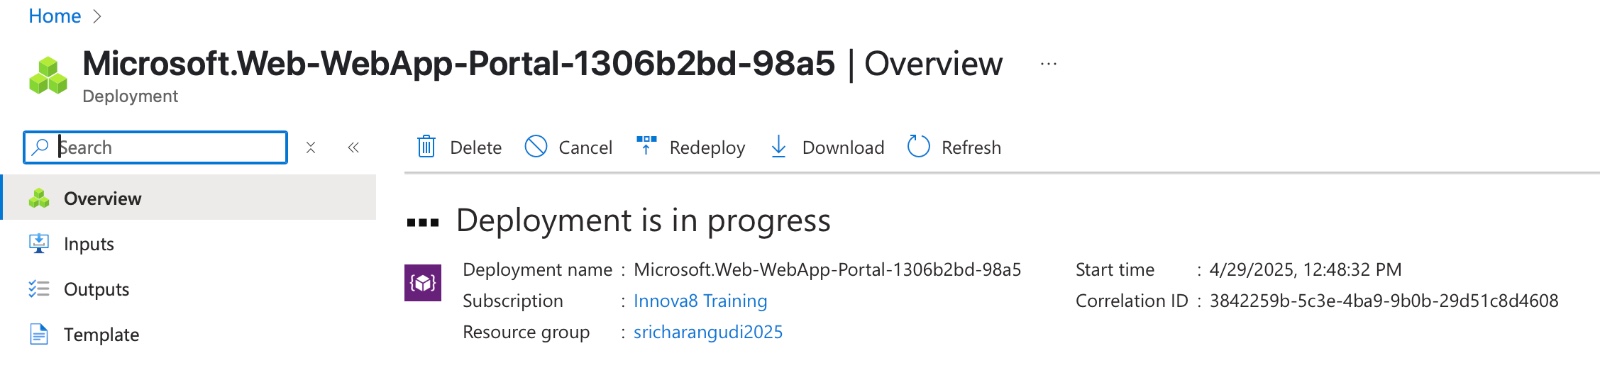 Home >
Microsoft.Web-WebApp-Portal-1306b2bd-98a5 | Overview ...
Deployment
Search
Delete Cancel Redeploy Download Refresh
Overview
Inputs
Outputs
Template
Deployment is in progress
Deployment name : Microsoft.Web-WebApp-Portal-1306b2bd-98a5
Subscription : Innova8 Training
Resource group : sricharangudi2025
Start time : 4/29/2025, 12:48:32 PM
Correlation ID : 3842259b-5c3e-4ba9-9b0b-29d51c8d4608